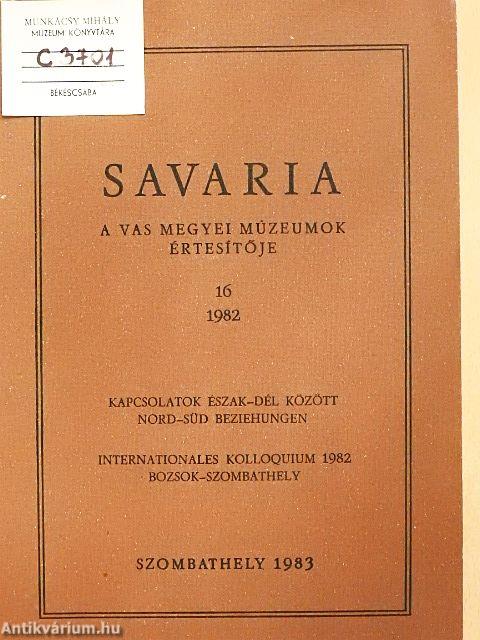 MUNKÁCSY MIHÁLY
MÚZEUM KÖNYVTÁRA
C 3701
BÉKÉSCSABA
SAVARIA
A VAS MEGYEI MÚZEUMOK
ÉRTESÍTŐJE
16
1982
KAPCSOLATOK ÉSZAK–DÉL KÖZÖTT
NORD–SÜD BEZIEHUNGEN
INTERNATIONALES KOLLOQUIUM 1982
BOZSOK–SZOMBATHELY
SZOMBATHELY 1983
Antikvárium.hu